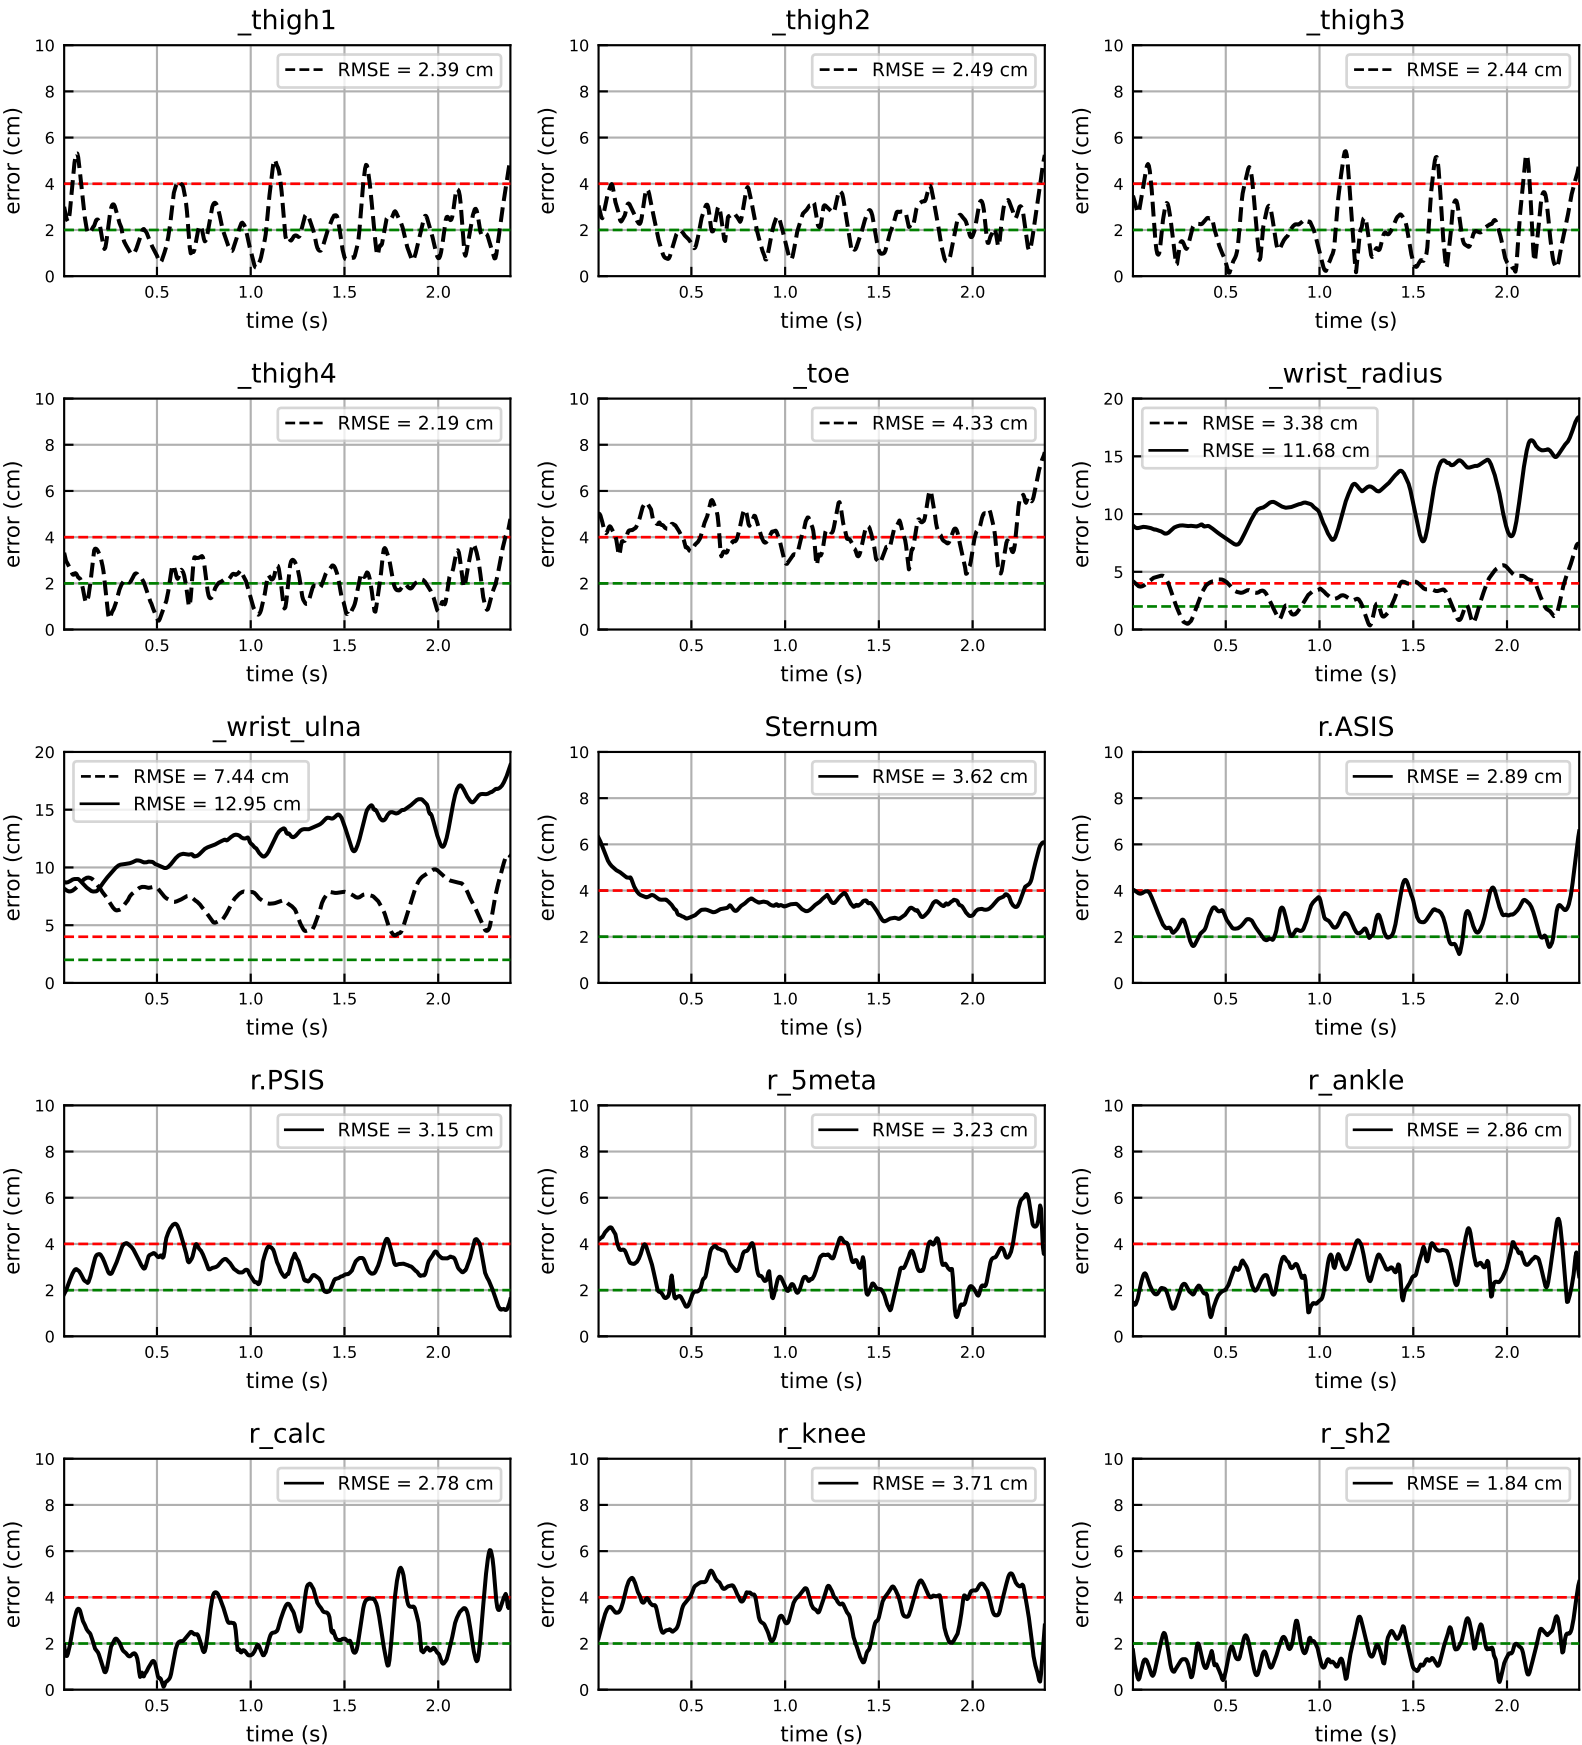 _thigh1 _thigh2 _thigh3
10 10 10
RMSE = 2.39 cm RMSE = 2.49 cm RMSE = 2.44 cm
8 8 8
6 6 6
error (cm) error (cm) error (cm)
4 4 4
2 2 2
0 0 0
0.5 1.0 1.5 2.0 0.5 1.0 1.5 2.0 0.5 1.0 1.5 2.0
time (s) time (s) time (s)
_thigh4 _toe _wrist_radius
10 10 20
RMSE = 2.19 cm RMSE = 4.33 cm RMSE = 3.38 cm
8 8 RMSE = 11.68 cm
15
6 6
error (cm) error (cm) error (cm)
10
4 4
5
2 2
0 0 0
0.5 1.0 1.5 2.0 0.5 1.0 1.5 2.0 0.5 1.0 1.5 2.0
time (s) time (s) time (s)
_wrist_ulna Sternum r.ASIS
20 10 10
RMSE = 7.44 cm RMSE = 3.62 cm RMSE = 2.89 cm
RMSE = 12.95 cm 8 8
15
6 6
error (cm) error (cm) error (cm)
10
4 4
5
2 2
0 0 0
0.5 1.0 1.5 2.0 0.5 1.0 1.5 2.0 0.5 1.0 1.5 2.0
time (s) time (s) time (s)
r.PSIS r_5meta r_ankle
10 10 10
RMSE = 3.15 cm RMSE = 3.23 cm RMSE = 2.86 cm
8 8 8
6 6 6
error (cm) error (cm) error (cm)
4 4 4
2 2 2
0 0 0
0.5 1.0 1.5 2.0 0.5 1.0 1.5 2.0 0.5 1.0 1.5 2.0
time (s) time (s) time (s)
r_calc r_knee r_sh2
10 10 10
RMSE = 2.78 cm RMSE = 3.71 cm RMSE = 1.84 cm
8 8 8
6 6 6
error (cm) error (cm) error (cm)
4 4 4
2 2 2
0 0 0
0.5 1.0 1.5 2.0 0.5 1.0 1.5 2.0 0.5 1.0 1.5 2.0
time (s) time (s) time (s)